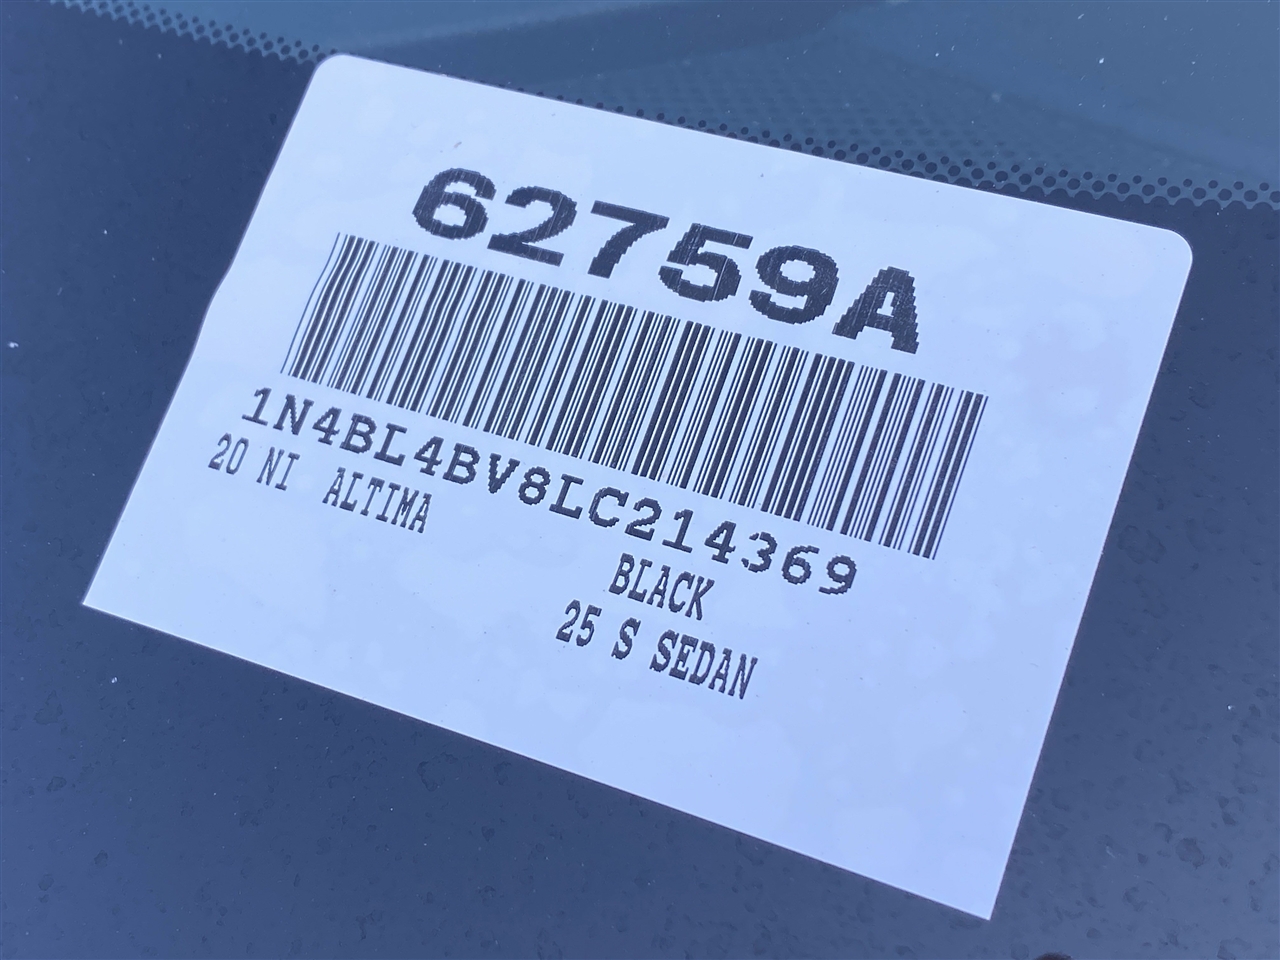 62759A
1N4BL4BV8LC214369
20 NI ALTIMA
BLACK
25 S SEDAN